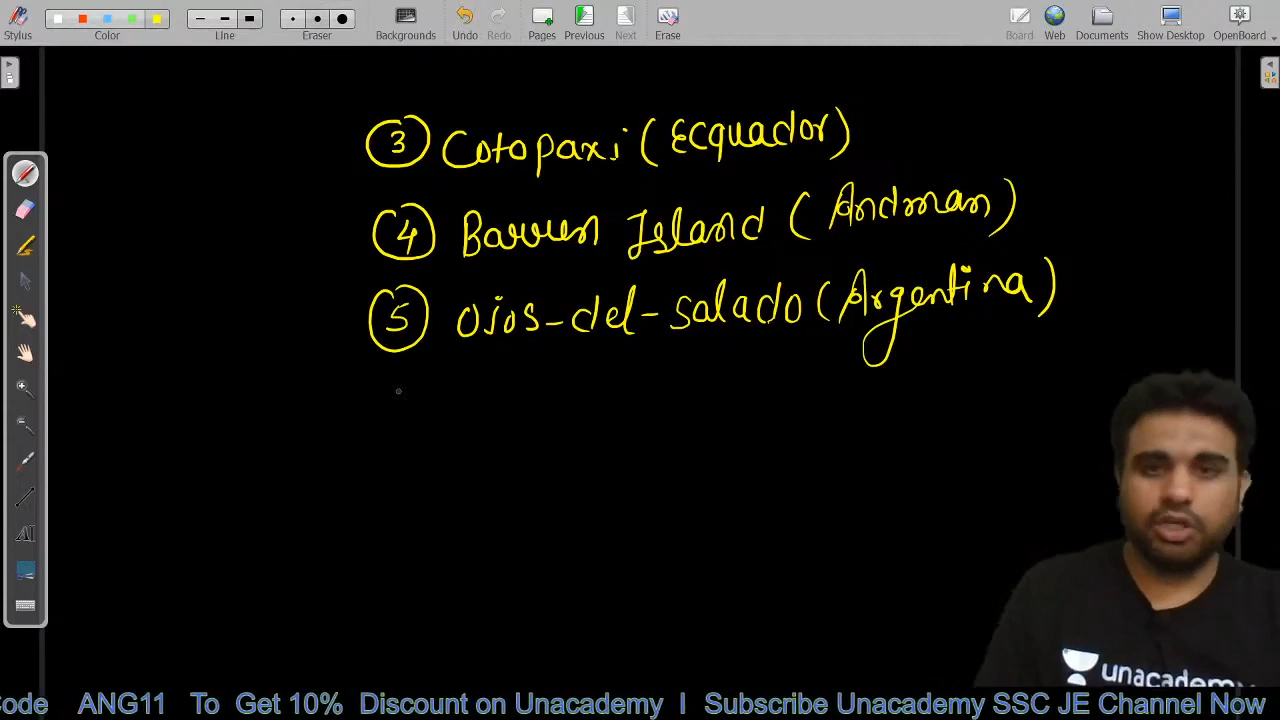 Stylus
Color
Line
Eraser
Backgrounds
Undo
Redo
Pages
Previous
Next
Erase
Board
Web
Documents
Show Desktop
OpenBoard
③ Cotopaxi (Ecquador)
④ Barren Island (Andman)
⑤ Ojos-del-salado (Argentina)
AI
unacademy
Code ANG11 To Get 10% Discount on Unacademy I Subscribe Unacademy SSC JE Channel Now